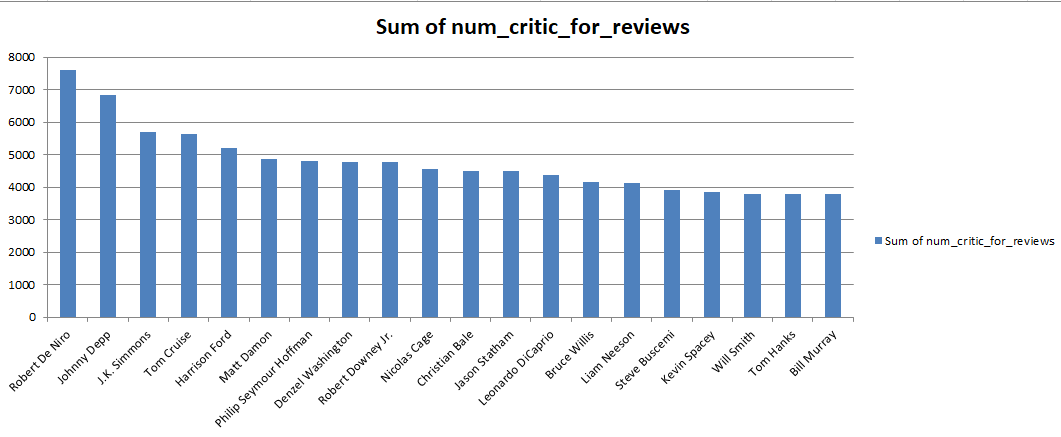 Sum of num_critic_for_reviews
8000
7000
6000
5000
4000
3000
2000
1000
0
Robert De Niro
Johnny Depp
J.K. Simmons
Tom Cruise
Harrison Ford
Matt Damon
Philip Seymour Hoffman
Denzel Washington
Robert Downey Jr.
Nicolas Cage
Christian Bale
Jason Statham
Leonardo DiCaprio
Bruce Willis
Liam Neeson
Steve Buscemi
Kevin Spacey
Will Smith
Tom Hanks
Bill Murray
Sum of num_critic_for_reviews